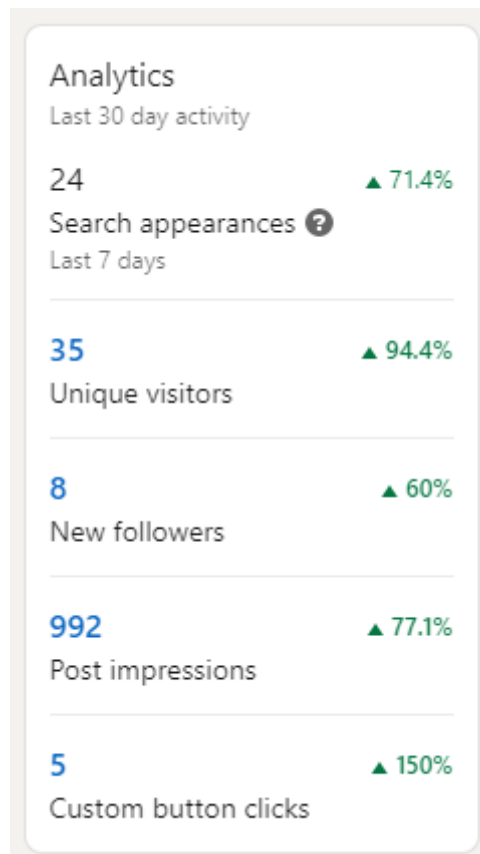 Analytics
Last 30 day activity
24 ▲ 71.4%
Search appearances ?
Last 7 days
35 ▲ 94.4%
Unique visitors
8 ▲ 60%
New followers
992 ▲ 77.1%
Post impressions
5 ▲ 150%
Custom button clicks